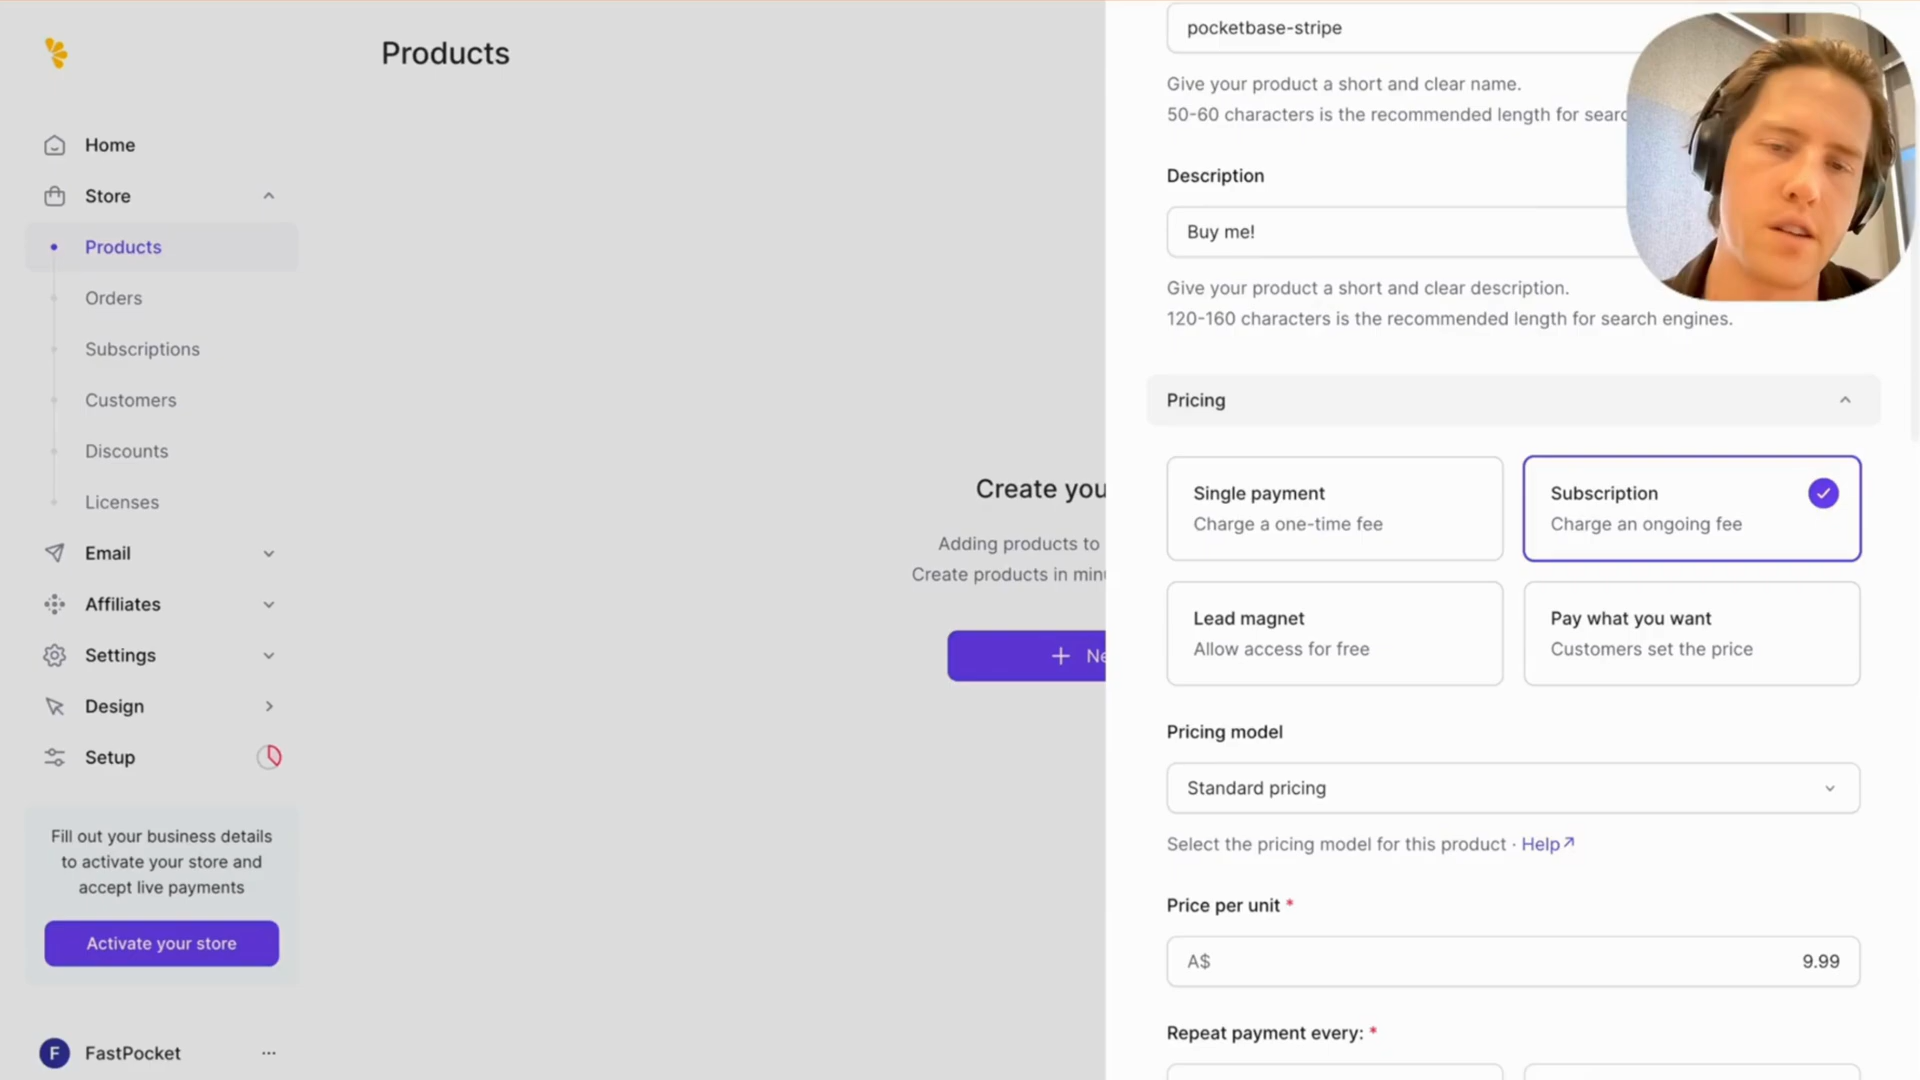 Products
Home
Store
Products
Orders
Subscriptions
Customers
Discounts
Licenses
Email
Affiliates
Settings
Design
Setup
Fill out your business details
to activate your store and
accept live payments
Activate your store
F FastPocket ...
Create you
Adding products to
Create products in min
+ Ne
pocketbase-stripe
Give your product a short and clear name.
50-60 characters is the recommended length for searc
Description
Buy me!
Give your product a short and clear description.
120-160 characters is the recommended length for search engines.
Pricing
Single payment
Charge a one-time fee
Subscription
Charge an ongoing fee
Lead magnet
Allow access for free
Pay what you want
Customers set the price
Pricing model
Standard pricing
Select the pricing model for this product · Help↗
Price per unit *
A$ 9.99
Repeat payment every: *